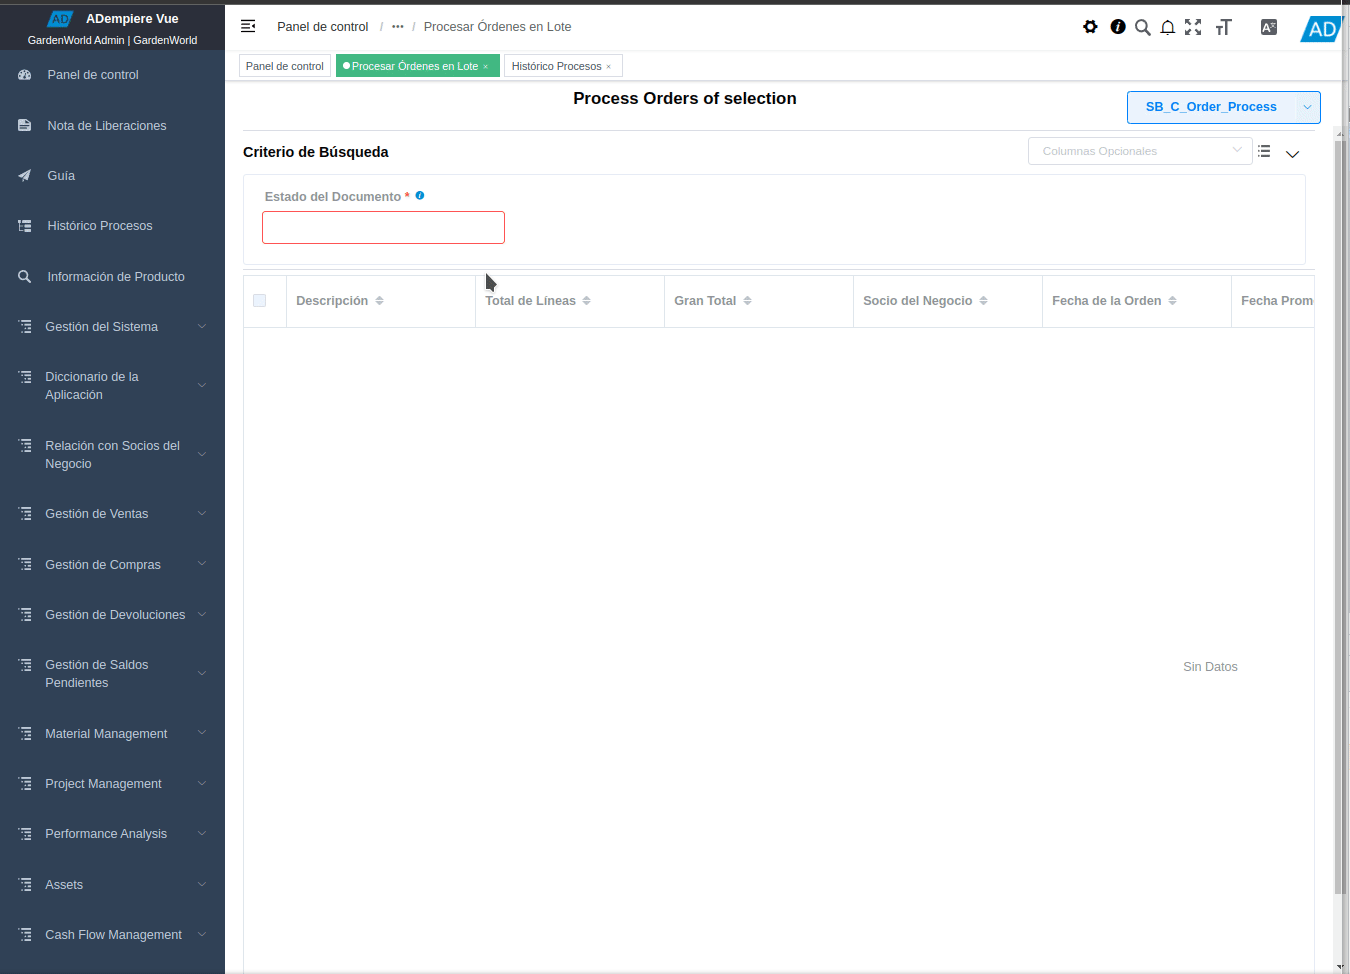 AD ADempiere Vue
GardenWorld Admin | GardenWorld
Panel de control
Nota de Liberaciones
Guía
Histórico Procesos
Información de Producto
Gestión del Sistema
Diccionario de la
Aplicación
Relación con Socios del
Negocio
Gestión de Ventas
Gestión de Compras
Gestión de Devoluciones
Gestión de Saldos
Pendientes
Material Management
Project Management
Performance Analysis
Assets
Cash Flow Management
Panel de control / ••• / Procesar Órdenes en Lote
AD
Panel de control
Procesar Órdenes en Lote ×
Histórico Procesos ×
Process Orders of selection
SB_C_Order_Process
Criterio de Búsqueda
Columnas Opcionales
Estado del Documento *
Descripción Total de Líneas Gran Total Socio del Negocio Fecha de la Orden Fecha Prom
Sin Datos